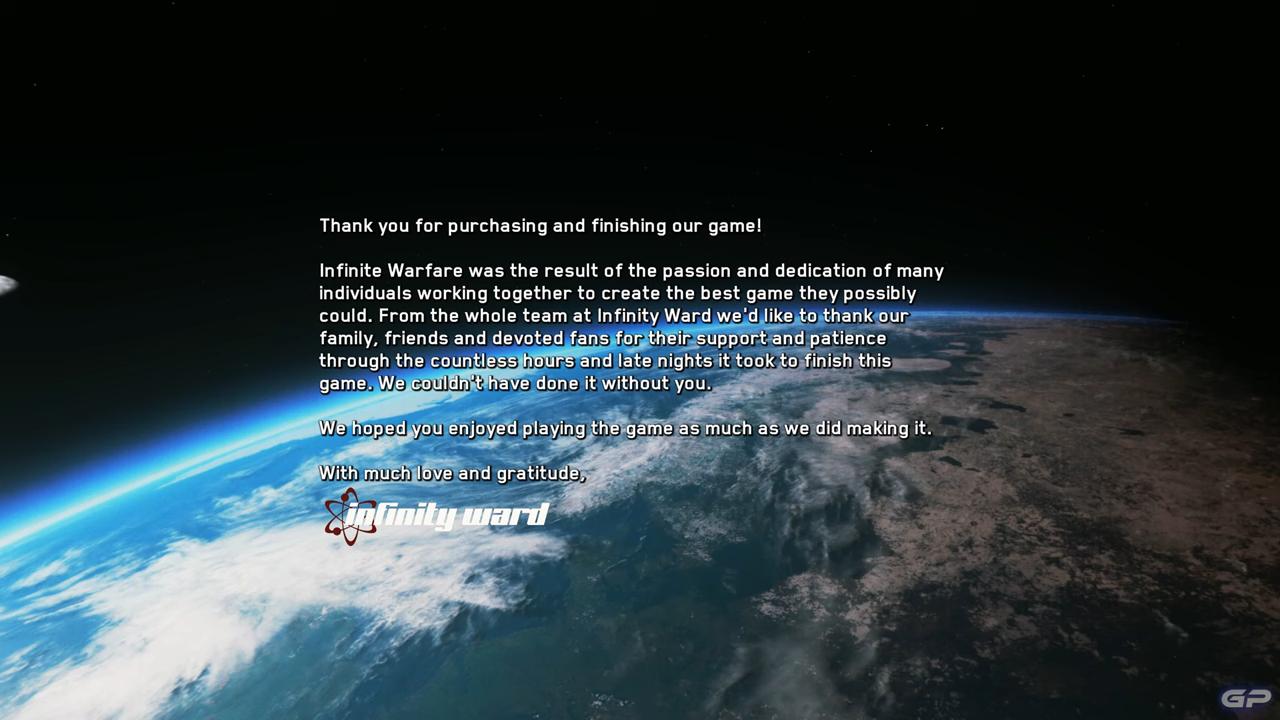 Thank you for purchasing and finishing our game!
Infinite Warfare was the result of the passion and dedication of many
individuals working together to create the best game they possibly
could. From the whole team at Infinity Ward we'd like to thank our
family, friends and devoted fans for their support and patience
through the countless hours and late nights it took to finish this
game. We couldn't have done it without you.
We hoped you enjoyed playing the game as much as we did making it.
With much love and gratitude,
infinity ward
GP